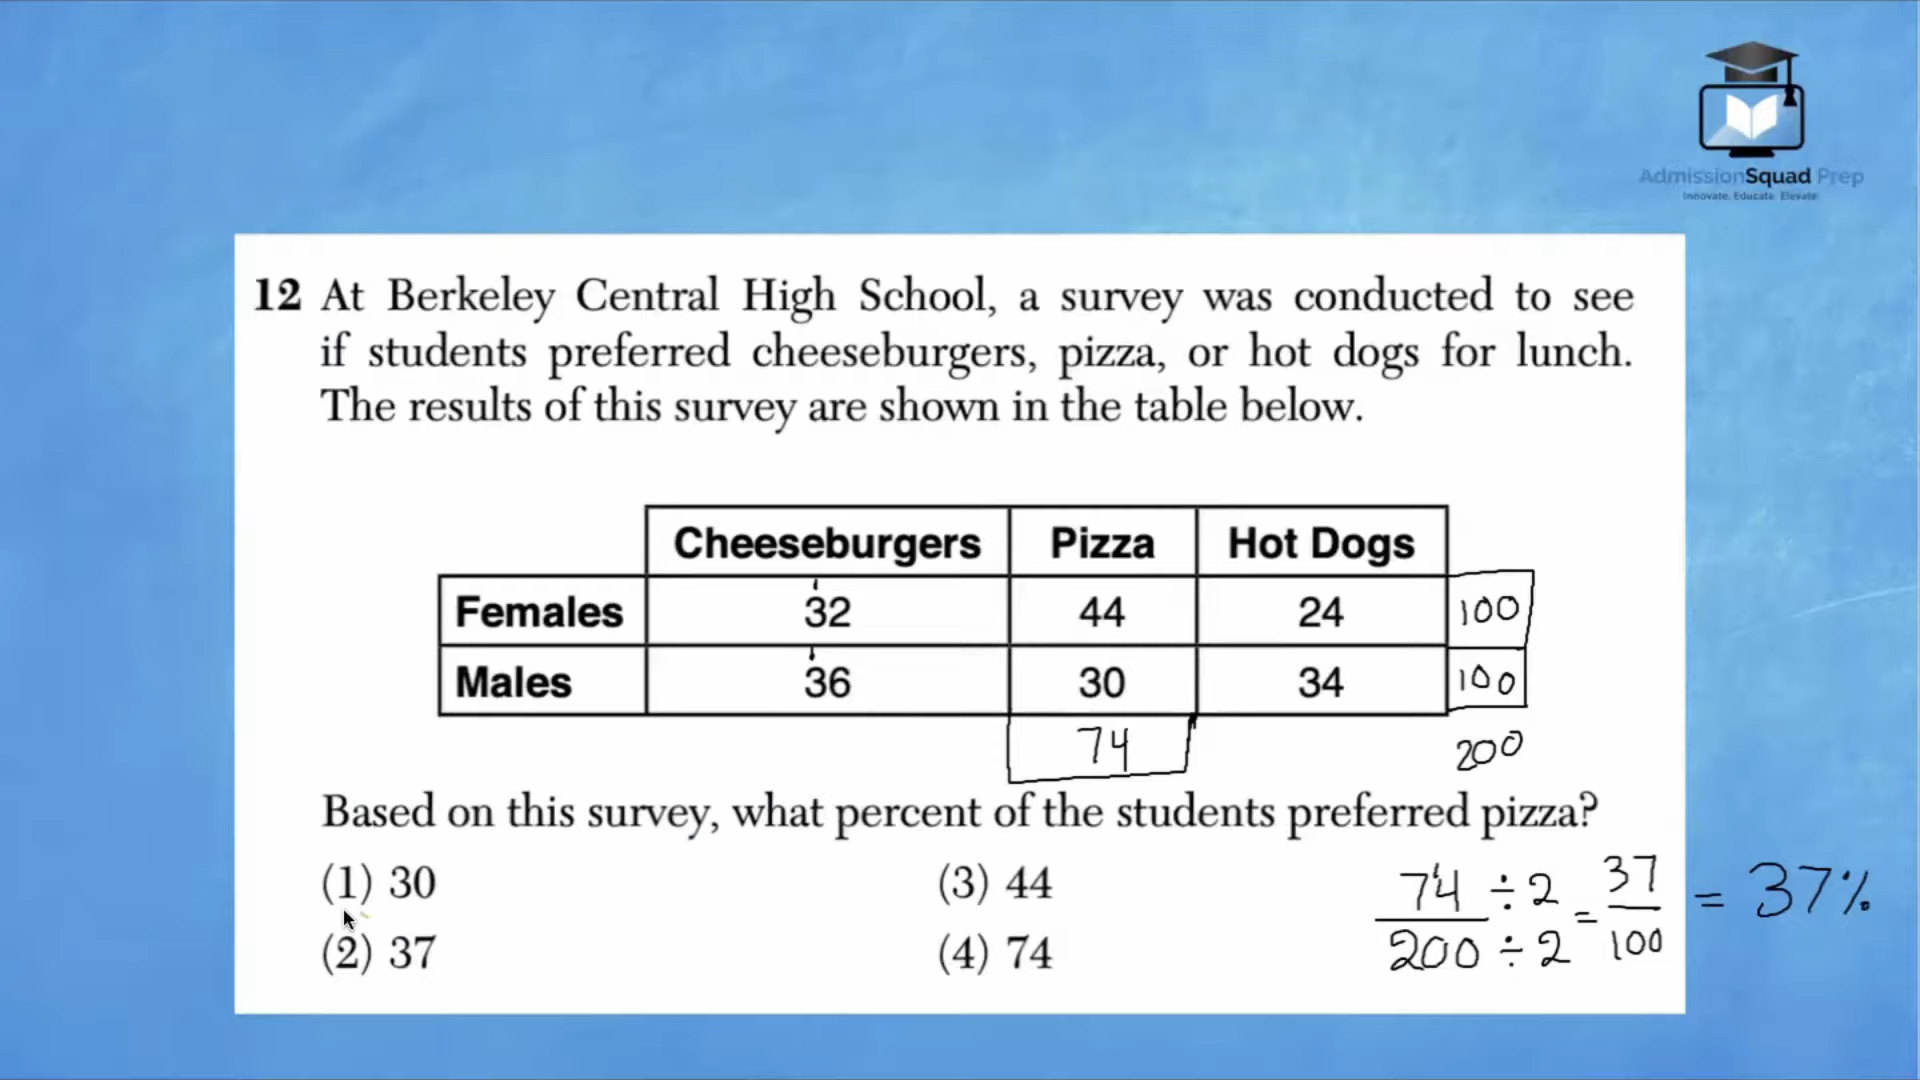 AdmissionSquad Prep
Innovate. Educate. Elevate.
12 At Berkeley Central High School, a survey was conducted to see
if students preferred cheeseburgers, pizza, or hot dogs for lunch.
The results of this survey are shown in the table below.
Cheeseburgers Pizza Hot Dogs
Females 32 44 24 100
Males 36 30 34 100
74 200
Based on this survey, what percent of the students preferred pizza?
(1) 30 (3) 44
(2) 37 (4) 74
74 ÷ 2 = 37 = 37%
200 ÷ 2 100